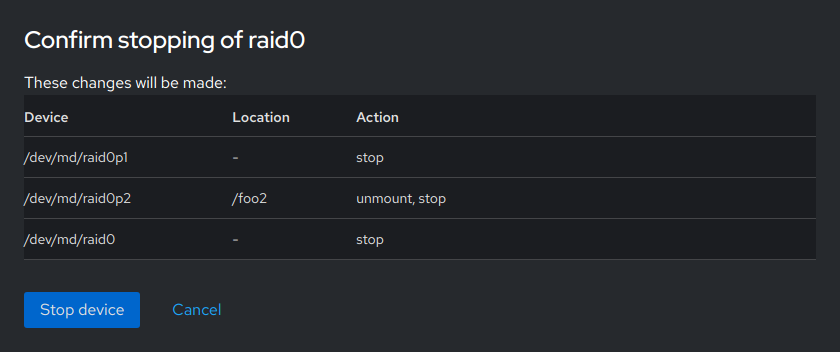 Confirm stopping of raid0
These changes will be made:
Device Location Action
/dev/md/raid0p1 - stop
/dev/md/raid0p2 /foo2 unmount, stop
/dev/md/raid0 - stop
Stop device Cancel